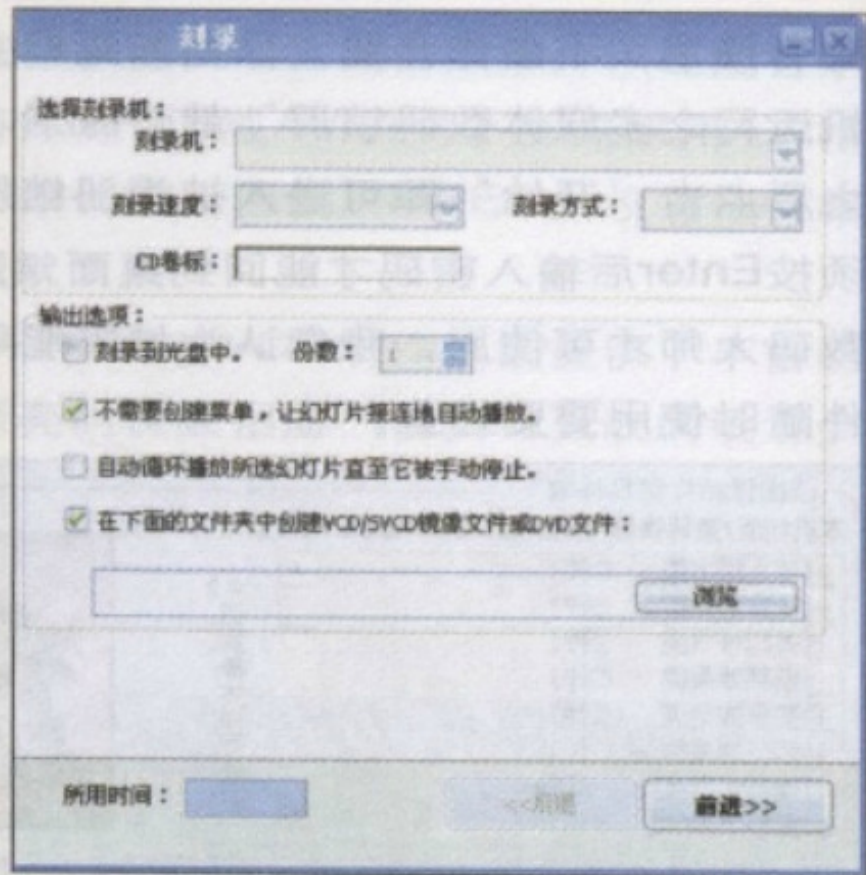 刻录
选择刻录机：
刻录机：
刻录速度： 刻录方式：
CD卷标：
输出选项：
刻录到光盘中。 份数： 1
不需要创建菜单，让幻灯片接连地自动播放。
自动循环播放所选幻灯片直至它被手动停止。
在下面的文件夹中创建VCD/SVCD镜像文件或DVD文件：
浏览
所用时间： 前进>>